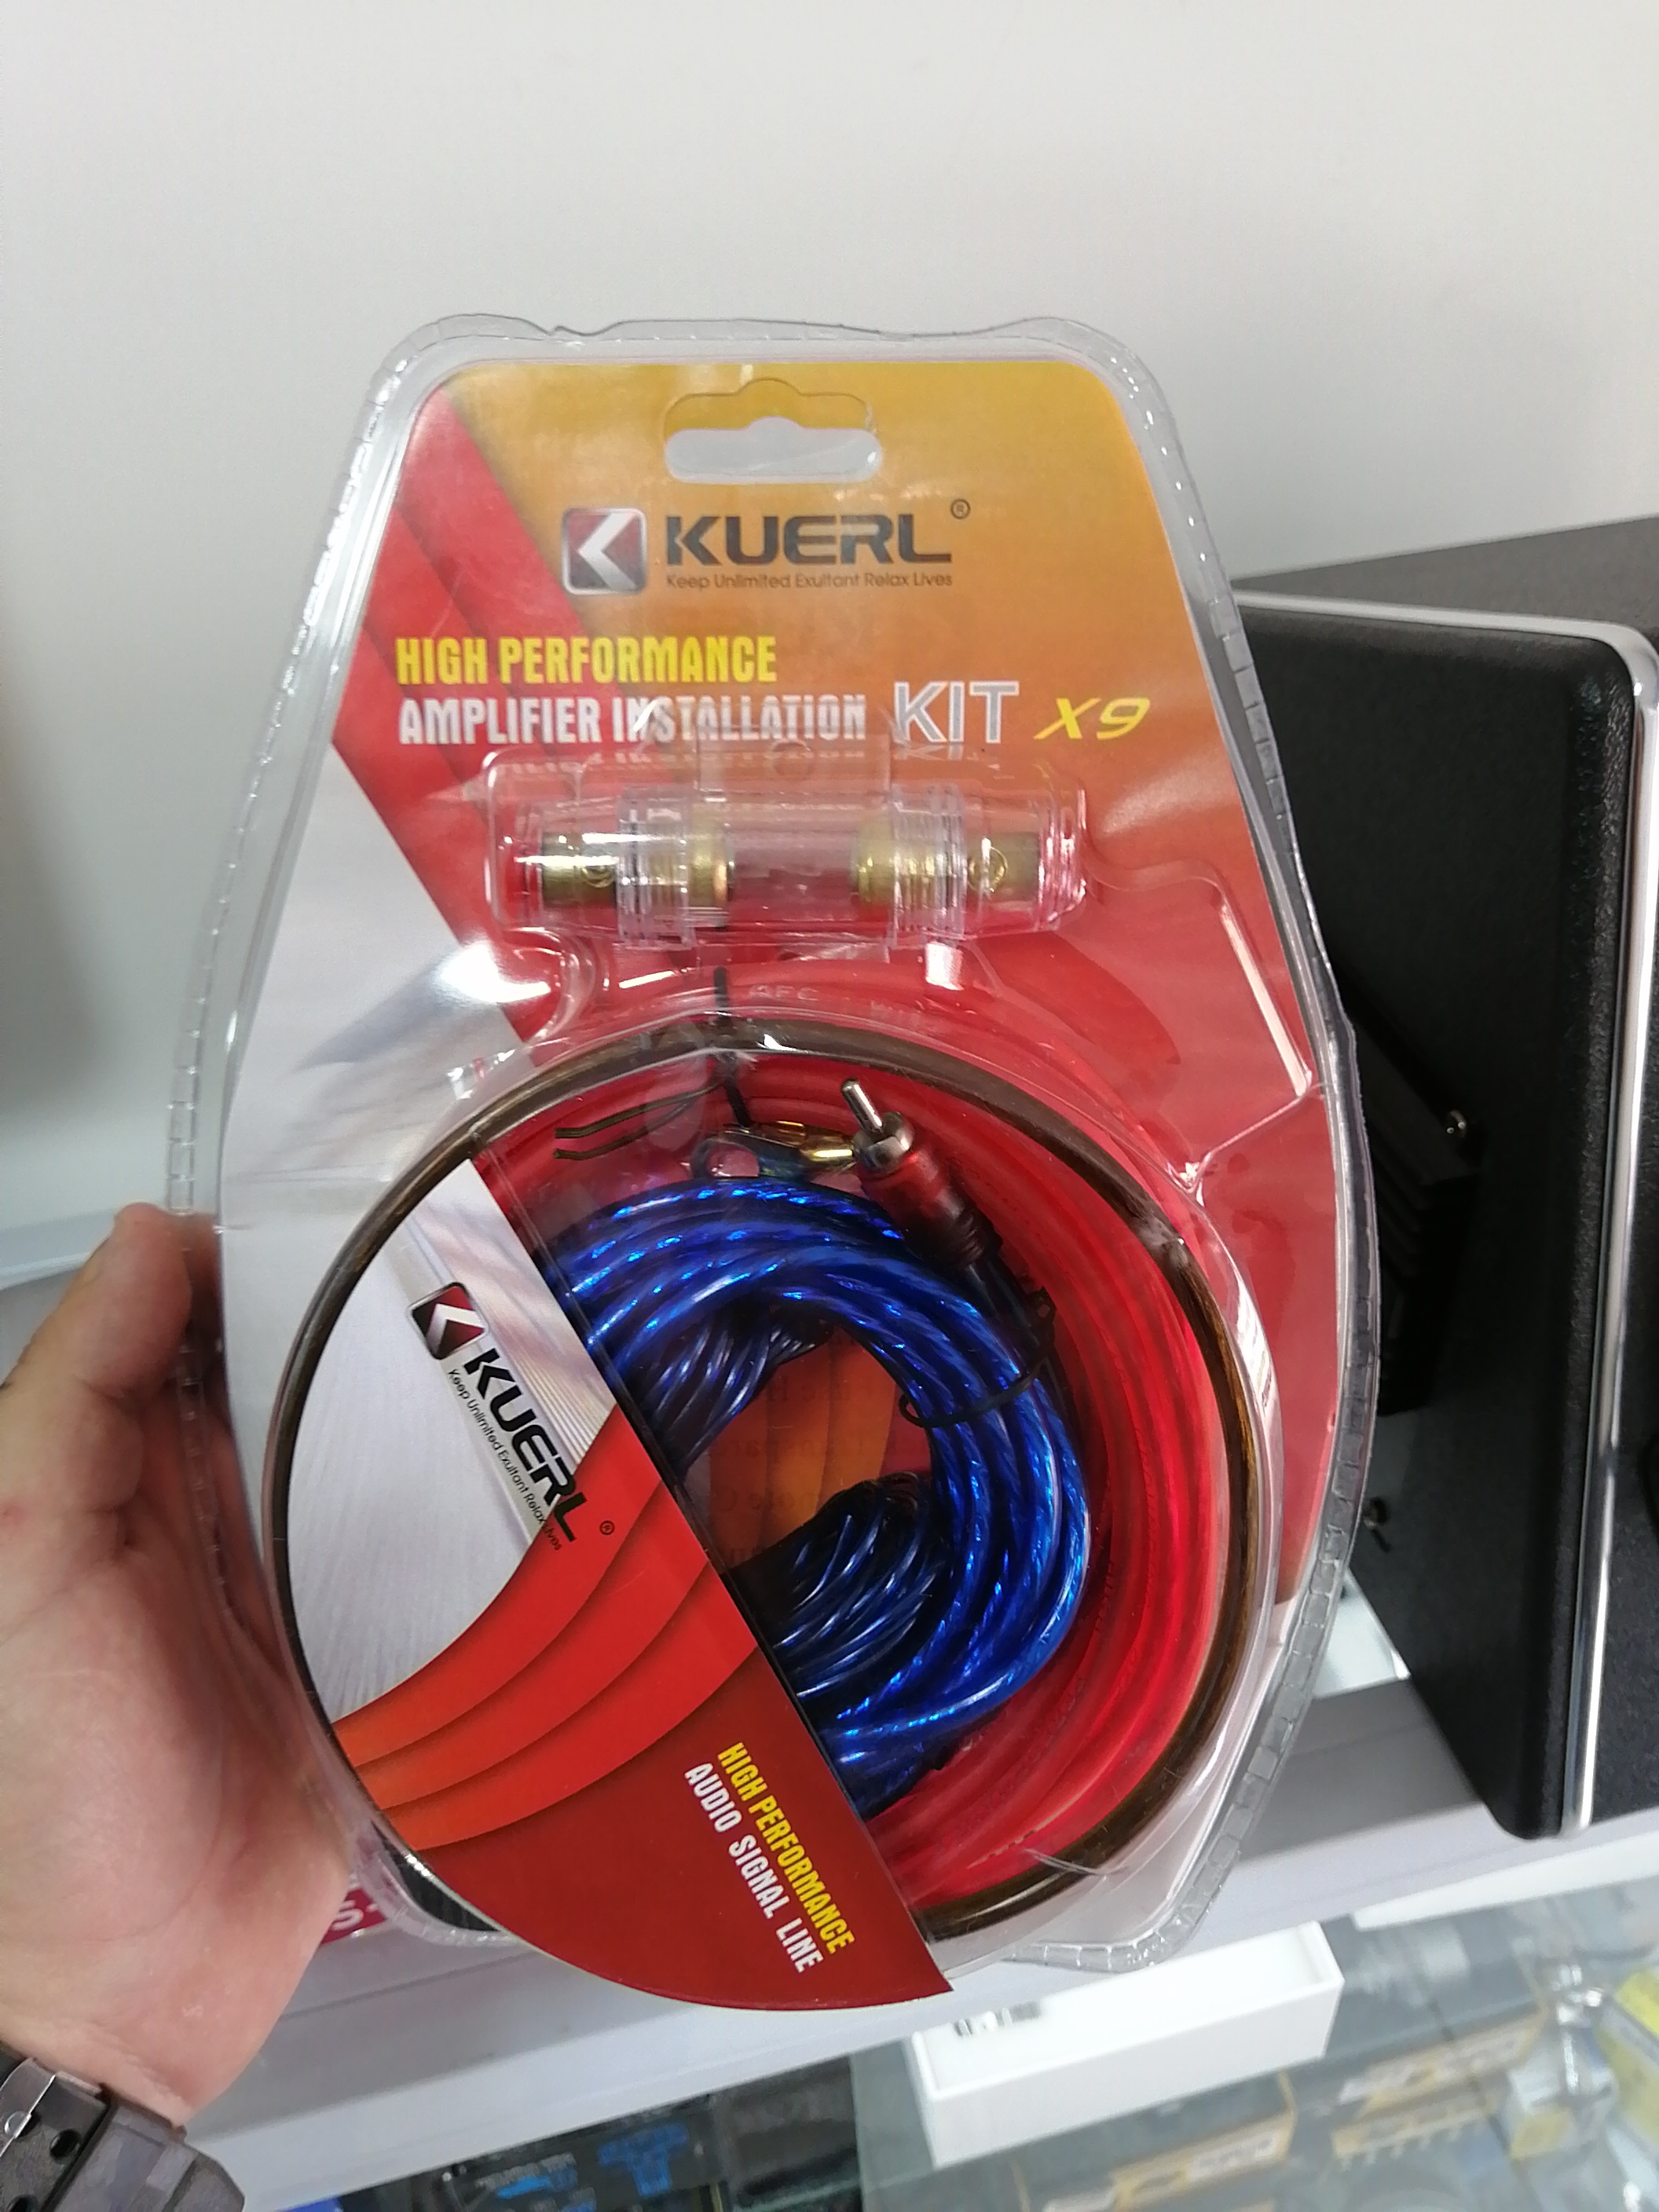 KUERL®
Keep Unlimited Exultant Relax Lives
HIGH PERFORMANCE
AMPLIFIER INSTALLATION KIT X9
KUERL®
Keep Unlimited Exultant Relax Lives
HIGH PERFORMANCE
AUDIO SIGNAL LINE